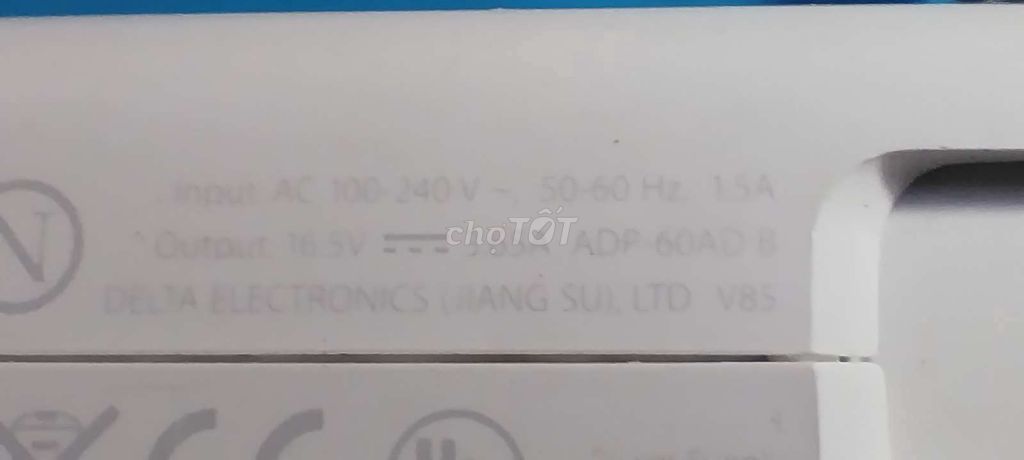 N
Input AC 100-240 V ~, 50-60 Hz. 1.5A
Output 16.5V ADP-60AD B
chợTỐT
DELTA ELECTRONICS (JIANG SU), LTD V85